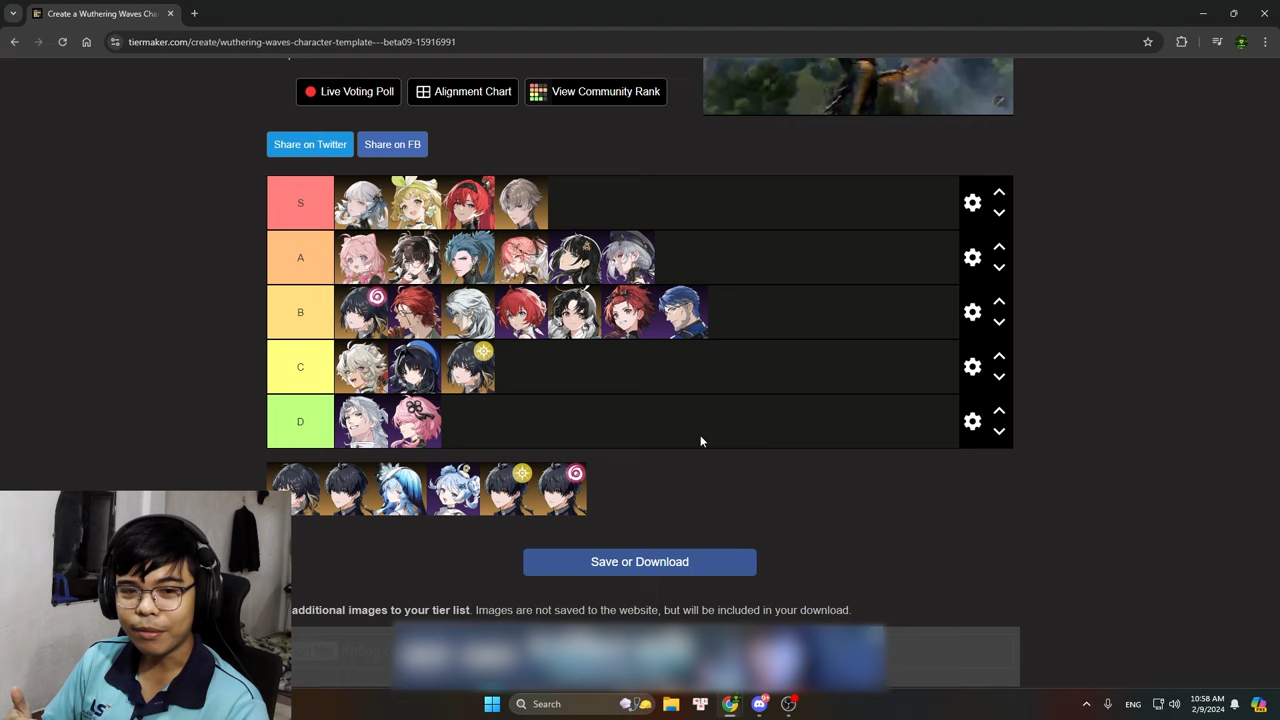 Create a Wuthering Waves Cha
tiermaker.com/create/wuthering-waves-character-template---beta09-15916991
Live Voting Poll
Alignment Chart
View Community Rank
Share on Twitter
Share on FB
S
A
B
C
D
Save or Download
additional images to your tier list. Images are not saved to the website, but will be included in your download.
Search
ENG
10:58 AM
2/9/2024